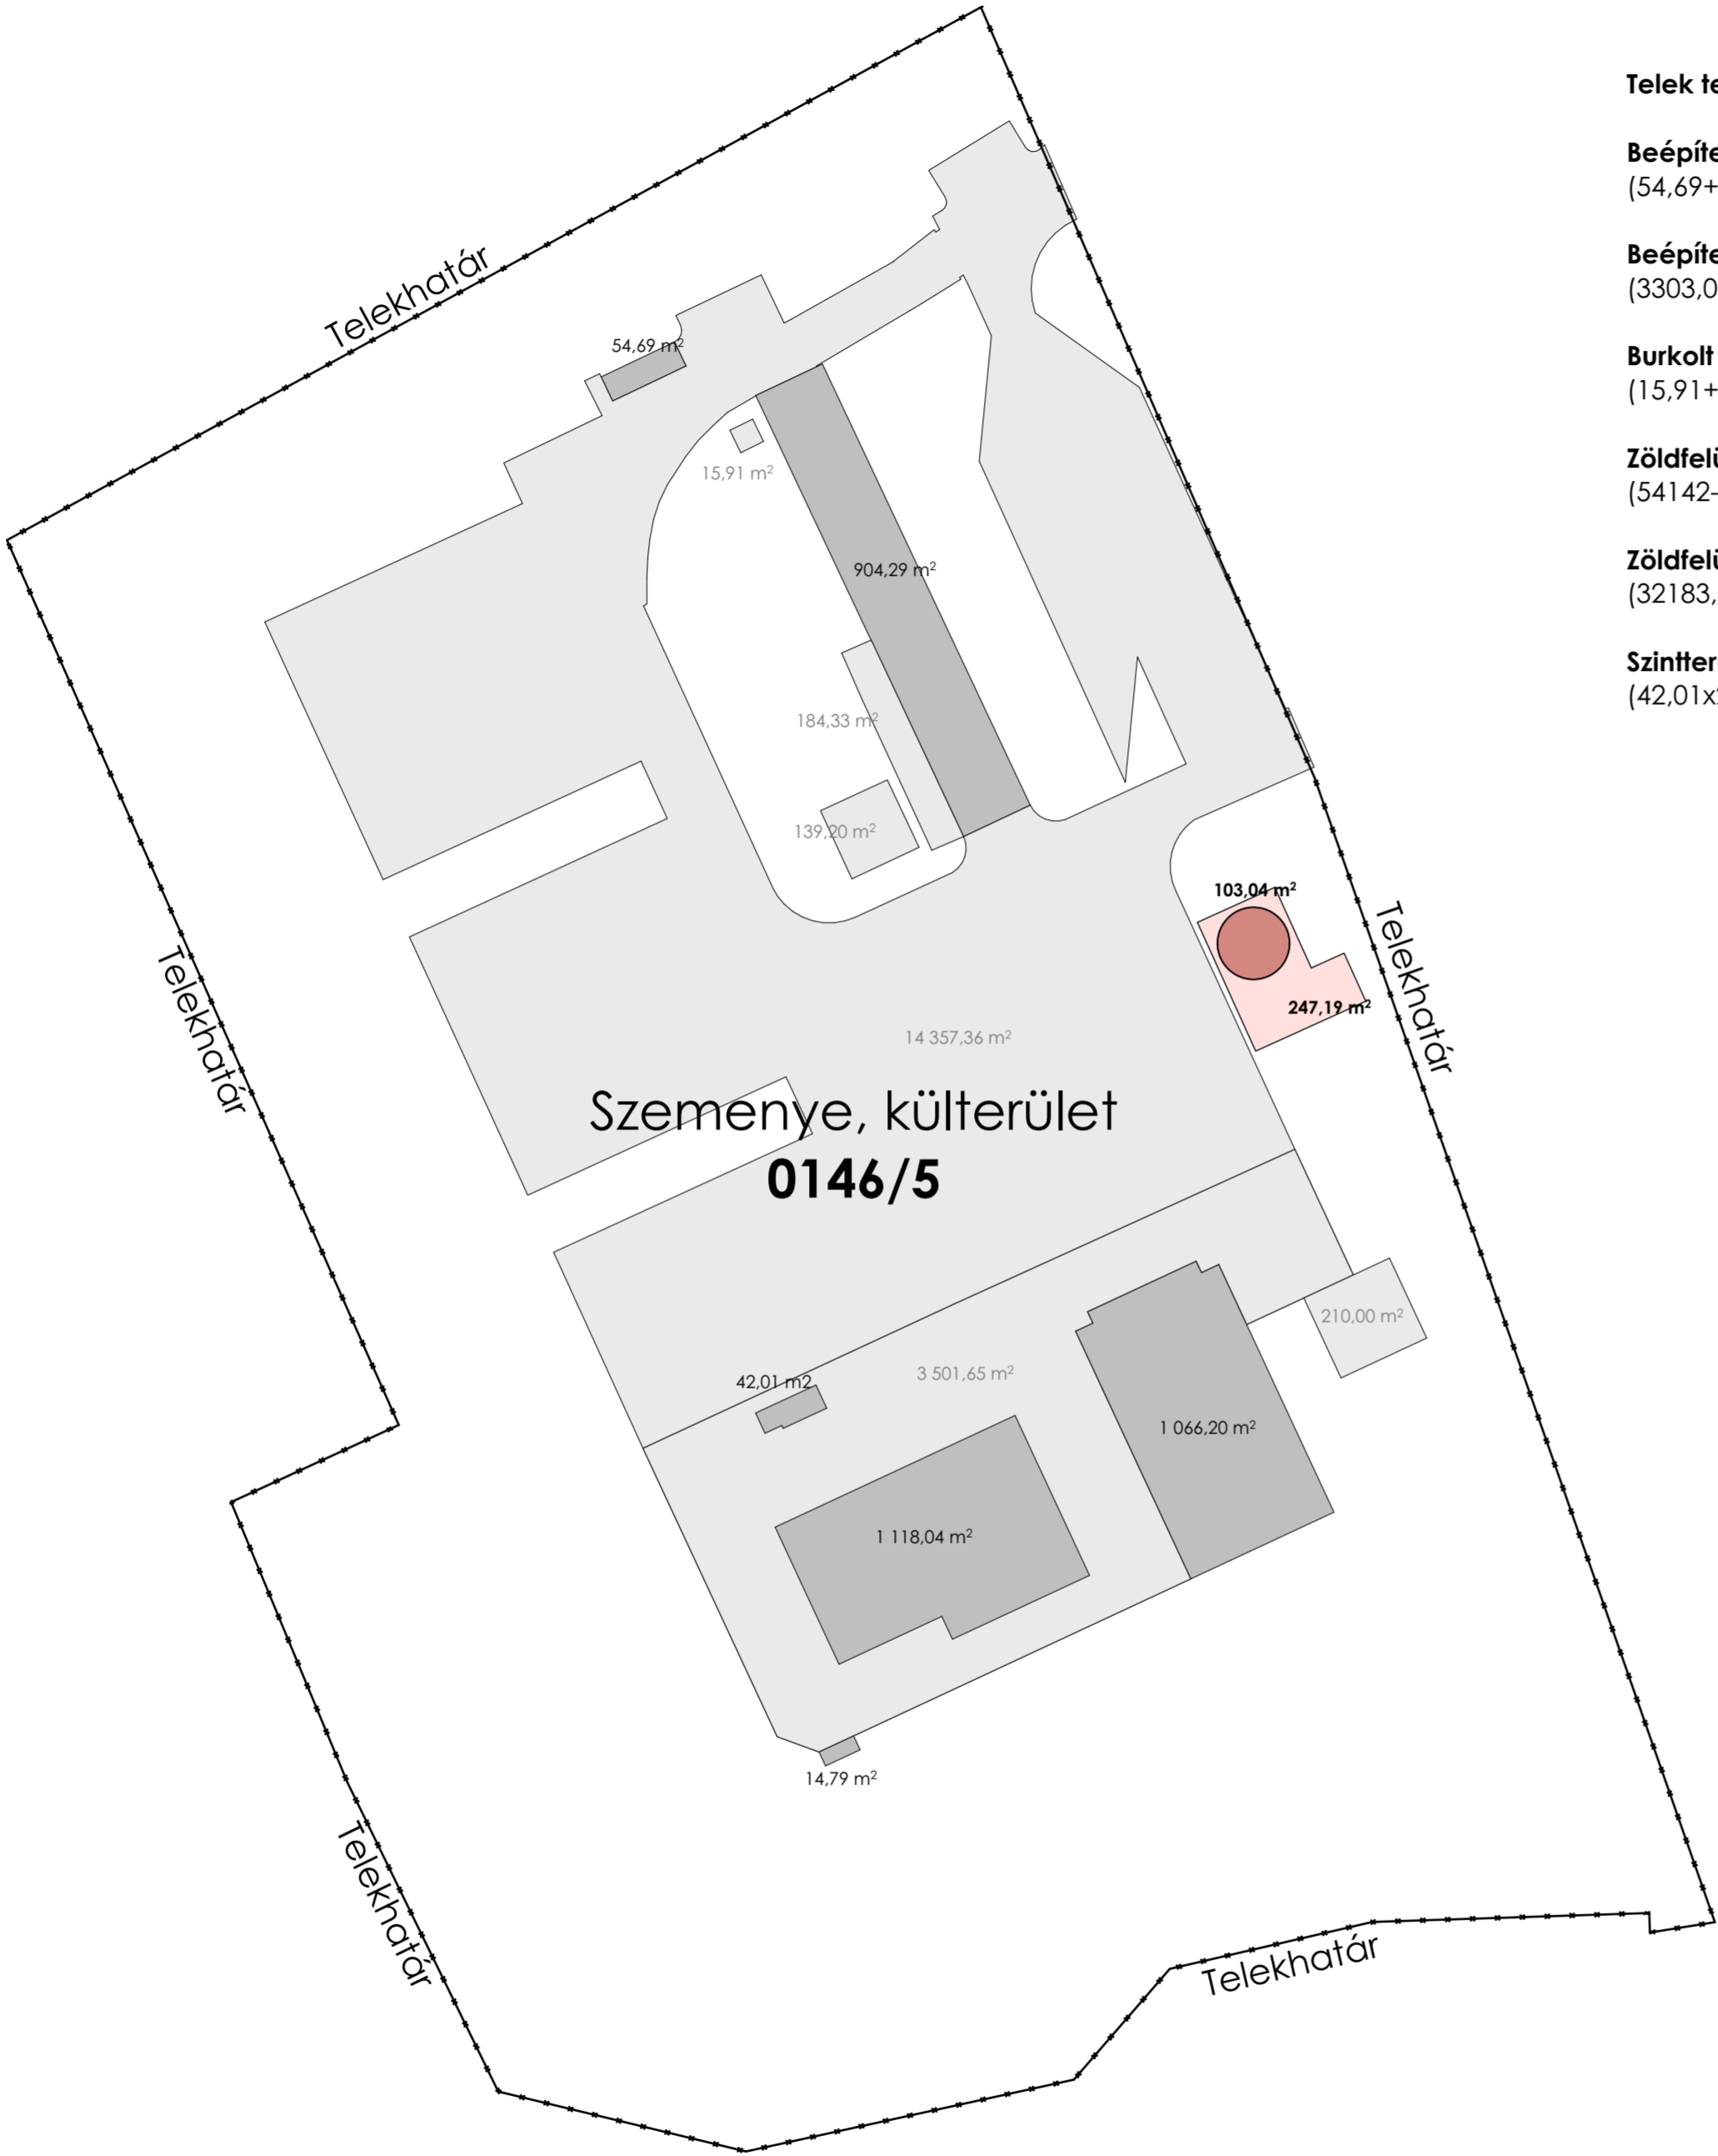 Telek te
Beépíte
(54,69+
Beépíte
(3303,0
Burkolt
(15,91+
Zöldfelü
(54142-
Zöldfelü
(32183,
Szintter
(42,01x
Telekhatár
54,69 m²
15,91 m²
904,29 m²
184,33 m²
139,20 m²
103,04 m²
Telekhatár
Telekhatár
247,19 m²
14 357,36 m²
Szemenye, külterület
0146/5
210,00 m²
3 501,65 m²
42,01 m2
1 066,20 m²
1 118,04 m²
14,79 m²
Telekhatár
Telekhatár